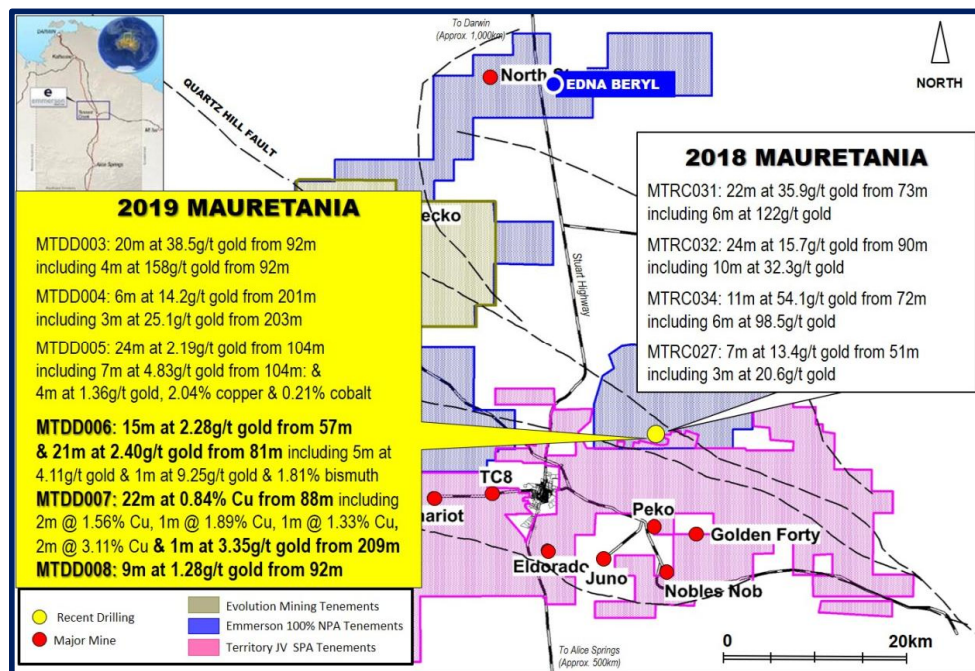 DARWIN
Katherine
emmerson
Tennant Creek
Mt Isa
Alice Springs
To Darwin
(Approx. 1,000km)
NORTH
North St
EDNA BERYL
QUARTZ HILL FAULT
ecko
Stuart Highway
2019 MAURETANIA
MTDD003: 20m at 38.5g/t gold from 92m
including 4m at 158g/t gold from 92m
MTDD004: 6m at 14.2g/t gold from 201m
including 3m at 25.1g/t gold from 203m
MTDD005: 24m at 2.19g/t gold from 104m
including 7m at 4.83g/t gold from 104m: &
4m at 1.36g/t gold, 2.04% copper & 0.21% cobalt
MTDD006: 15m at 2.28g/t gold from 57m
& 21m at 2.40g/t gold from 81m including 5m at
4.11g/t gold & 1m at 9.25g/t gold & 1.81% bismuth
MTDD007: 22m at 0.84% Cu from 88m including
2m @ 1.56% Cu, 1m @ 1.89% Cu, 1m @ 1.33% Cu,
2m @ 3.11% Cu & 1m at 3.35g/t gold from 209m
MTDD008: 9m at 1.28g/t gold from 92m
2018 MAURETANIA
MTRC031: 22m at 35.9g/t gold from 73m
including 6m at 122g/t gold
MTRC032: 24m at 15.7g/t gold from 90m
including 10m at 32.3g/t gold
MTRC034: 11m at 54.1g/t gold from 72m
including 6m at 98.5g/t gold
MTRC027: 7m at 13.4g/t gold from 51m
including 3m at 20.6g/t gold
TC8
hariot
Peko
Golden Forty
Eldorado
Juno
Nobles Nob
Recent Drilling
Major Mine
Evolution Mining Tenements
Emmerson 100% NPA Tenements
Territory JV SPA Tenements
To Alice Springs
(Approx. 500km)
0 20km